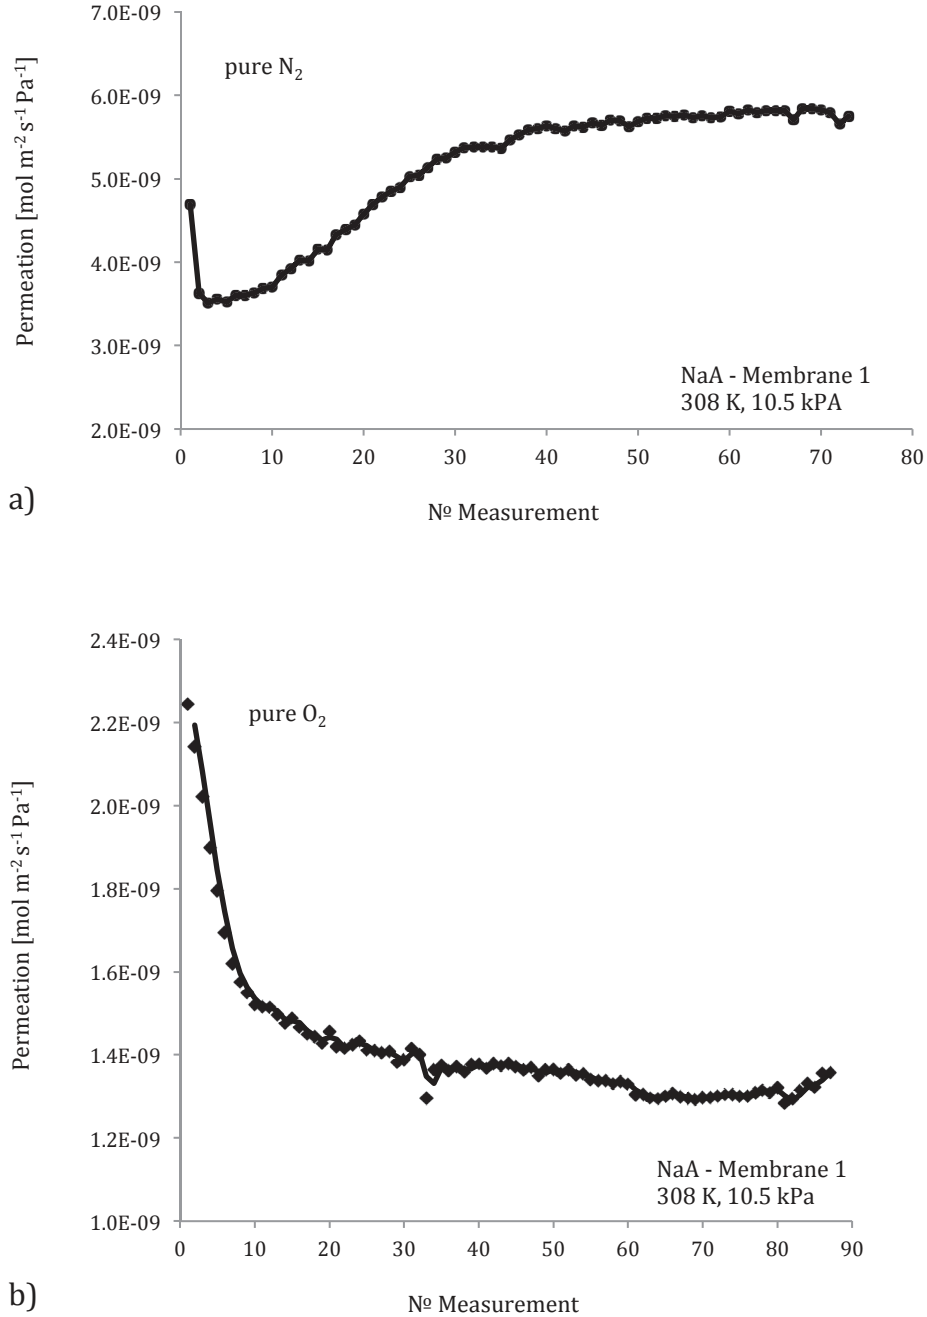 7.0E-09
pure N₂
6.0E-09
5.0E-09
4.0E-09
3.0E-09
2.0E-09
Permeation [mol m⁻² s⁻¹ Pa⁻¹]
NaA - Membrane 1
308 K, 10.5 kPA
0 10 20 30 40 50 60 70 80
№ Measurement
a)
2.4E-09
pure O₂
2.2E-09
2.0E-09
1.8E-09
1.6E-09
1.4E-09
1.2E-09
1.0E-09
Permeation [mol m⁻² s⁻¹ Pa⁻¹]
NaA - Membrane 1
308 K, 10.5 kPa
0 10 20 30 40 50 60 70 80 90
№ Measurement
b)